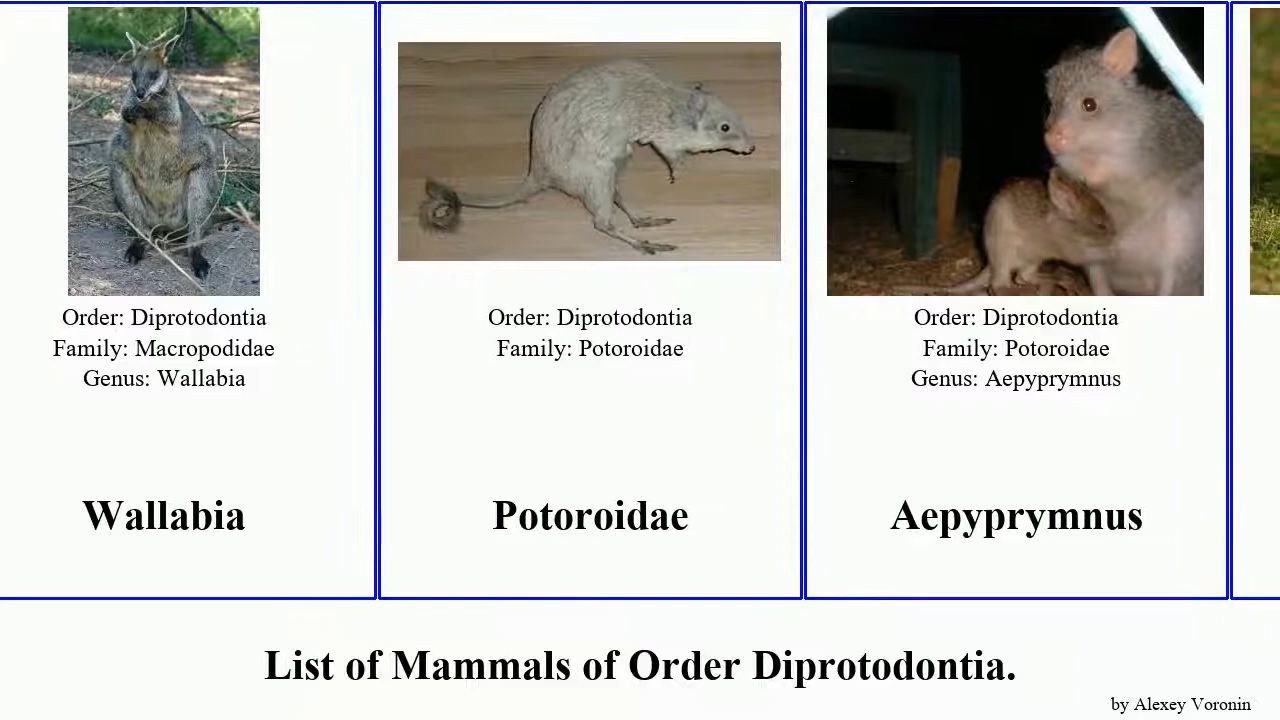 Order: Diprotodontia
Family: Macropodidae
Genus: Wallabia
Wallabia
Order: Diprotodontia
Family: Potoroidae
Potoroidae
Order: Diprotodontia
Family: Potoroidae
Genus: Aepyprymnus
Aepyprymnus
List of Mammals of Order Diprotodontia.
by Alexey Voronin